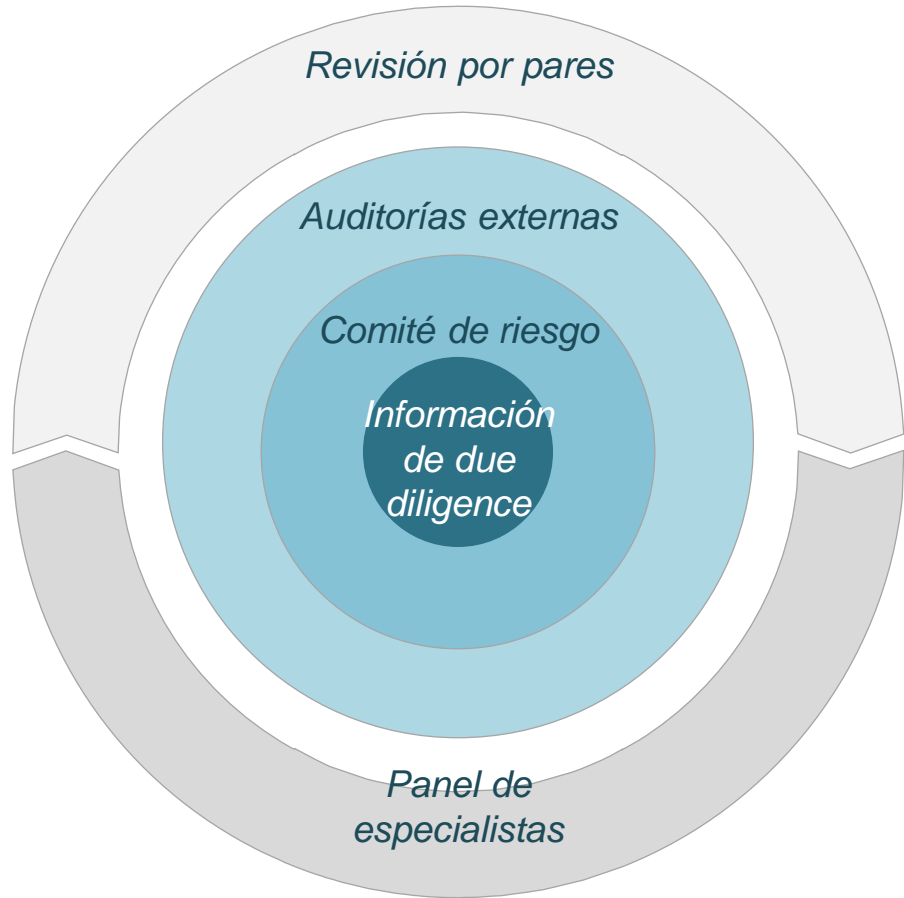 Revisión por pares
Auditorías externas
Comité de riesgo
Información
de due
diligence
Panel de
especialistas